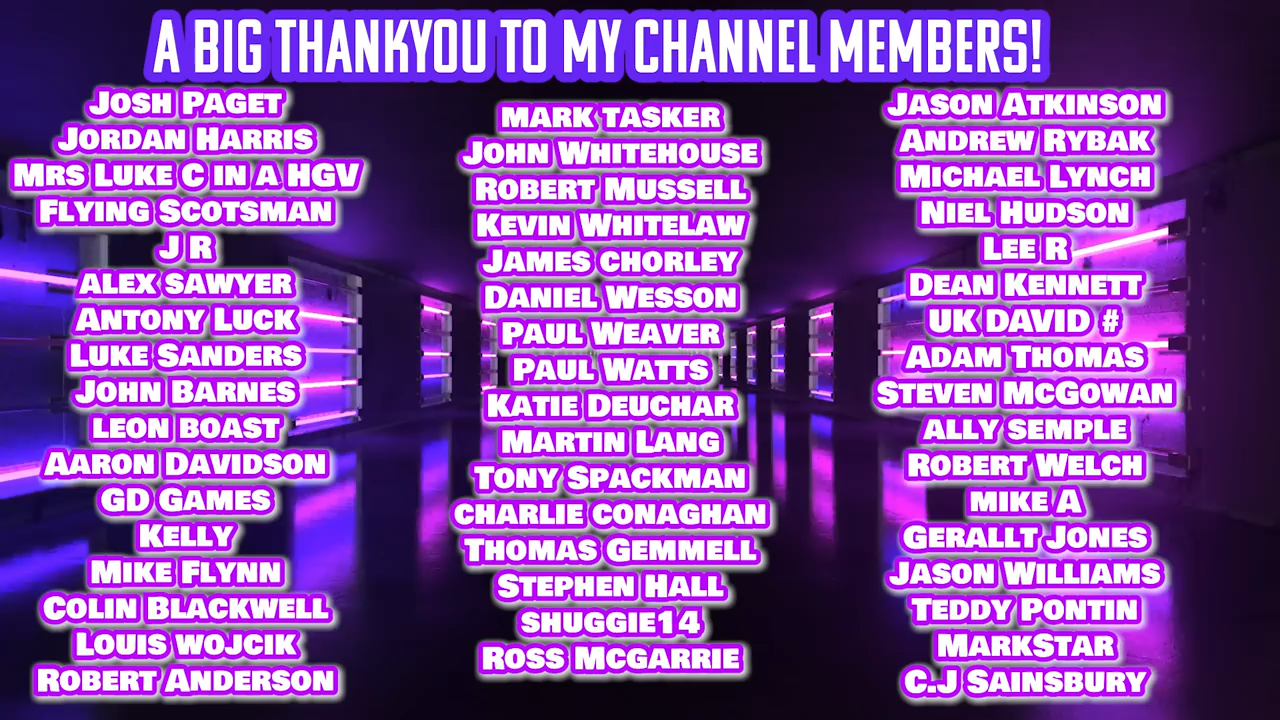 A BIG THANKYOU TO MY CHANNEL MEMBERS!
Josh Paget
Jordan Harris
Mrs Luke C in a HGV
Flying Scotsman
J R
alex sawyer
Antony Luck
Luke Sanders
John Barnes
leon boast
Aaron Davidson
GD Games
Kelly
Mike Flynn
Colin Blackwell
Louis wojcik
Robert Anderson
mark tasker
John Whitehouse
Robert Mussell
Kevin Whitelaw
James chorley
Daniel Wesson
Paul Weaver
Paul Watts
Katie Deuchar
Martin Lang
Tony Spackman
charlie conaghan
Thomas Gemmell
Stephen Hall
shuggie14
Ross Mcgarrie
Jason Atkinson
Andrew Rybak
Michael Lynch
Niel Hudson
Lee R
Dean Kennett
UK DAVID #
Adam Thomas
Steven McGowan
ally semple
Robert Welch
mike A
Gerallt Jones
Jason Williams
Teddy Pontin
MarkStar
C.J Sainsbury